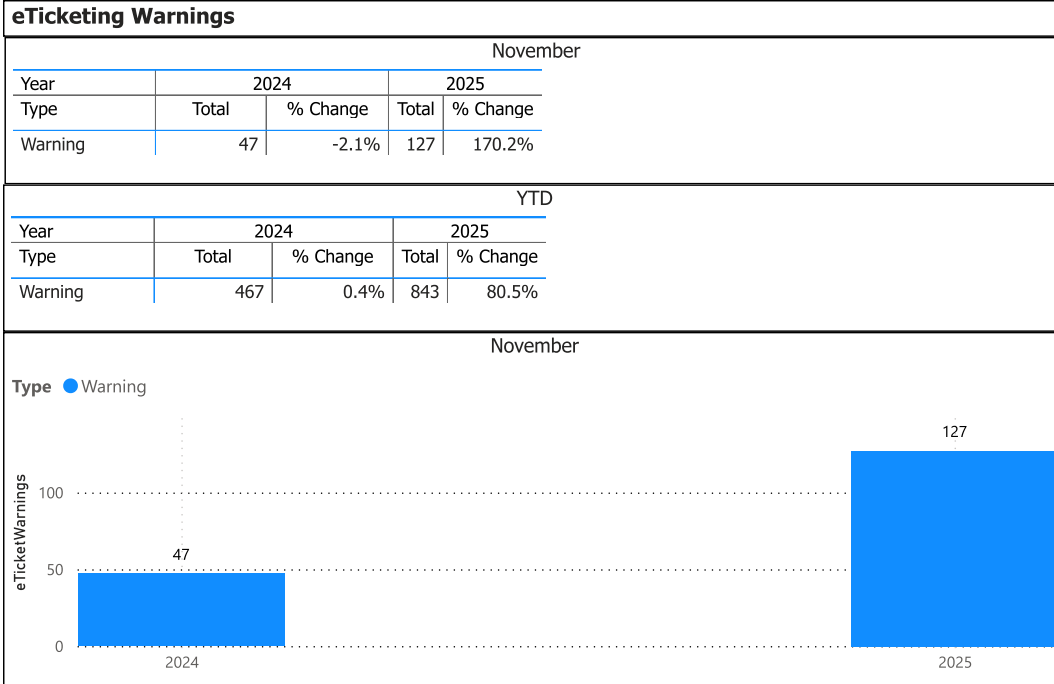 eTicketing Warnings
November
Year 2024 2025
Type Total % Change Total % Change
Warning 47 -2.1% 127 170.2%
YTD
Year 2024 2025
Type Total % Change Total % Change
Warning 467 0.4% 843 80.5%
November
Type Warning
127
100
47
50
0
eTicketWarnings
2024 2025